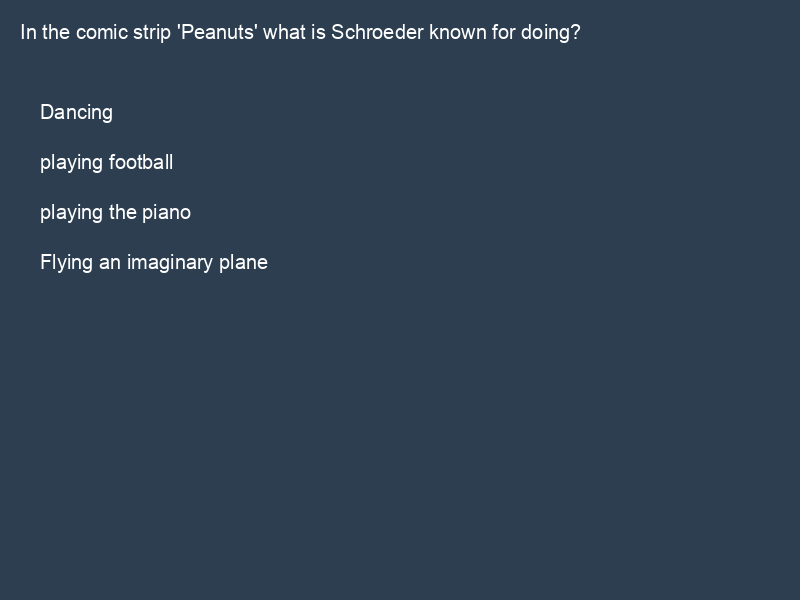 In the comic strip 'Peanuts' what is Schroeder known for doing?
Dancing
playing football
playing the piano
Flying an imaginary plane